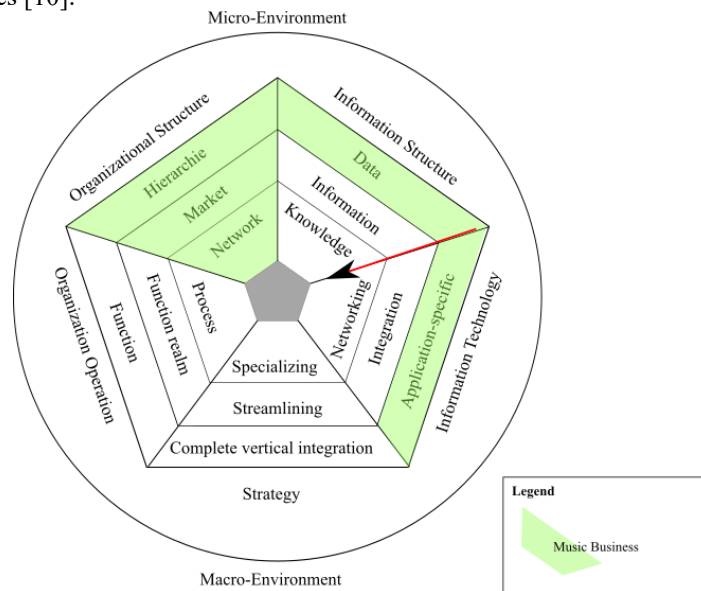 es [10].
Micro-Environment
Organizational Structure
Hierarchie
Market
Network
Information Structure
Data
Information
Knowledge
Organization Operation
Function
Function realm
Process
Networking
Integration
Application-specific
Information Technology
Specializing
Streamlining
Complete vertical integration
Strategy
Macro-Environment
Legend
Music Business